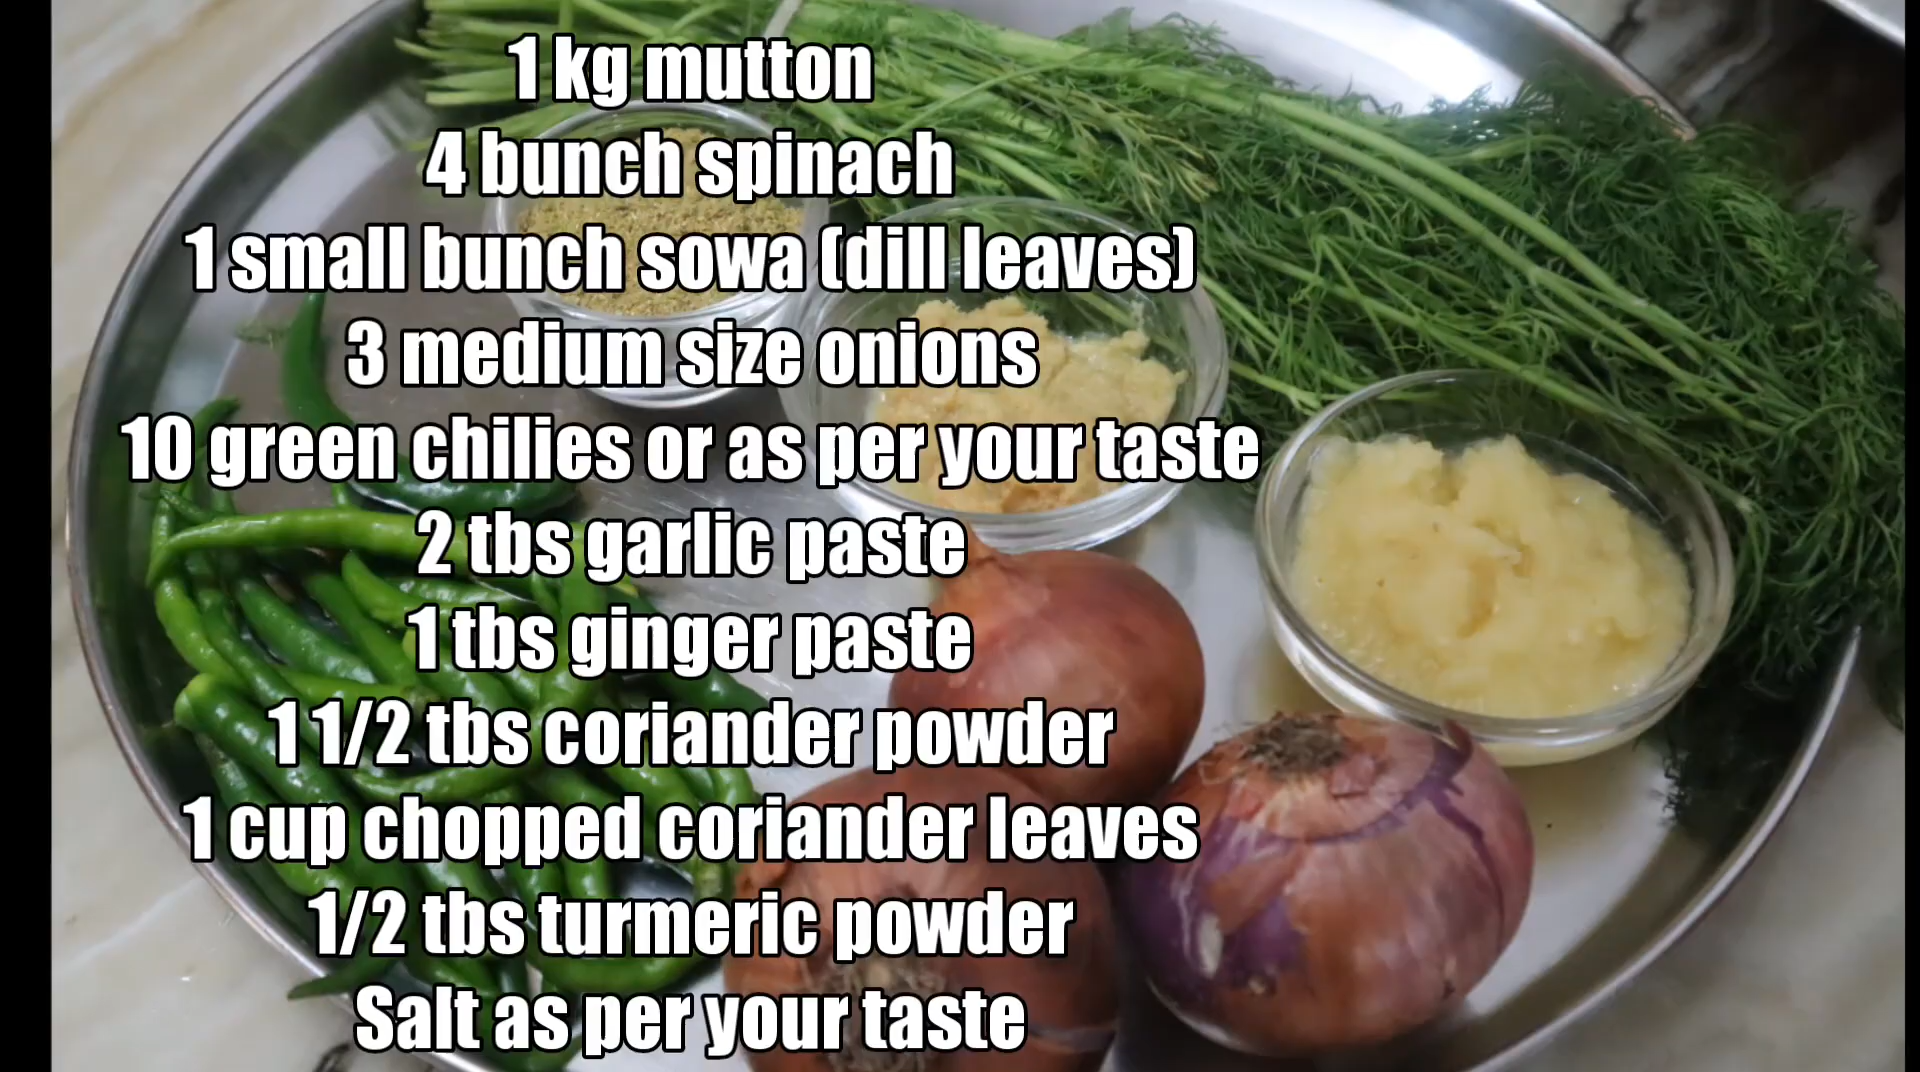 1 kg mutton
4 bunch spinach
1 small bunch sowa (dill leaves)
3 medium size onions
10 green chilies or as per your taste
2 tbs garlic paste
1 tbs ginger paste
1 1/2 tbs coriander powder
1 cup chopped coriander leaves
1/2 tbs turmeric powder
Salt as per your taste